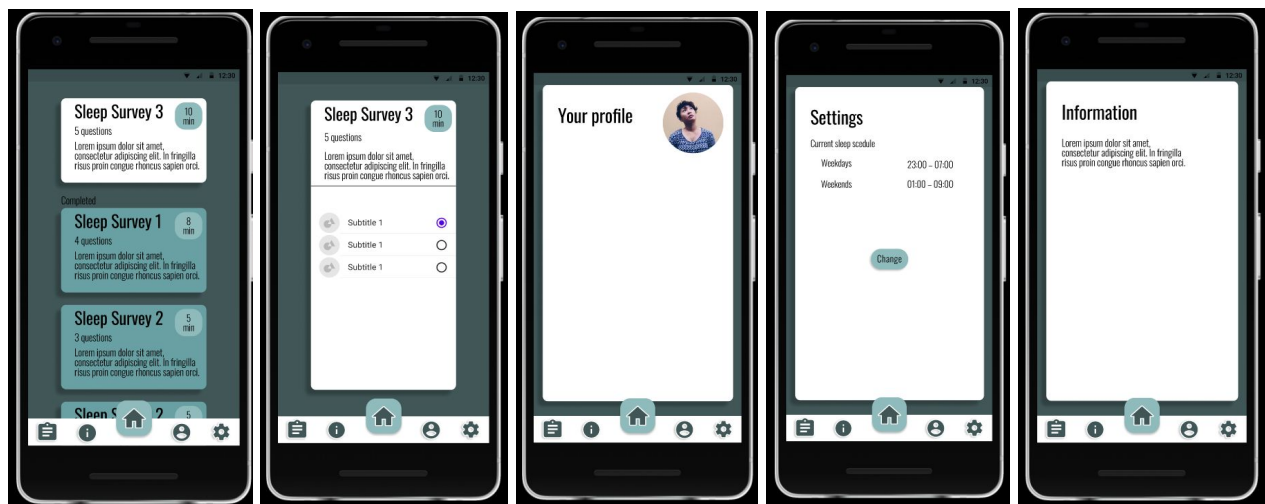 12:30
Sleep Survey 3
10
min
5 questions
Lorem ipsum dolor sit amet,
consectetur adipiscing elit. In fringilla
risus proin congue rhoncus sapien orci.
Completed
Sleep Survey 1
8
min
4 questions
Lorem ipsum dolor sit amet,
consectetur adipiscing elit. In fringilla
risus proin congue rhoncus sapien orci.
Sleep Survey 2
5
min
3 questions
Lorem ipsum dolor sit amet,
consectetur adipiscing elit. In fringilla
risus proin congue rhoncus sapien orci.
Sleep S 2
5
12:30
Sleep Survey 3
10
min
5 questions
Lorem ipsum dolor sit amet,
consectetur adipiscing elit. In fringilla
risus proin congue rhoncus sapien orci.
Subtitle 1
Subtitle 1
Subtitle 1
12:30
Your profile
12:30
Settings
Current sleep scedule
Weekdays 23:00 – 07:00
Weekends 01:00 – 09:00
Change
12:30
Information
Lorem ipsum dolor sit amet,
consectetur adipiscing elit. In fringilla
risus proin congue rhoncus sapien orci.